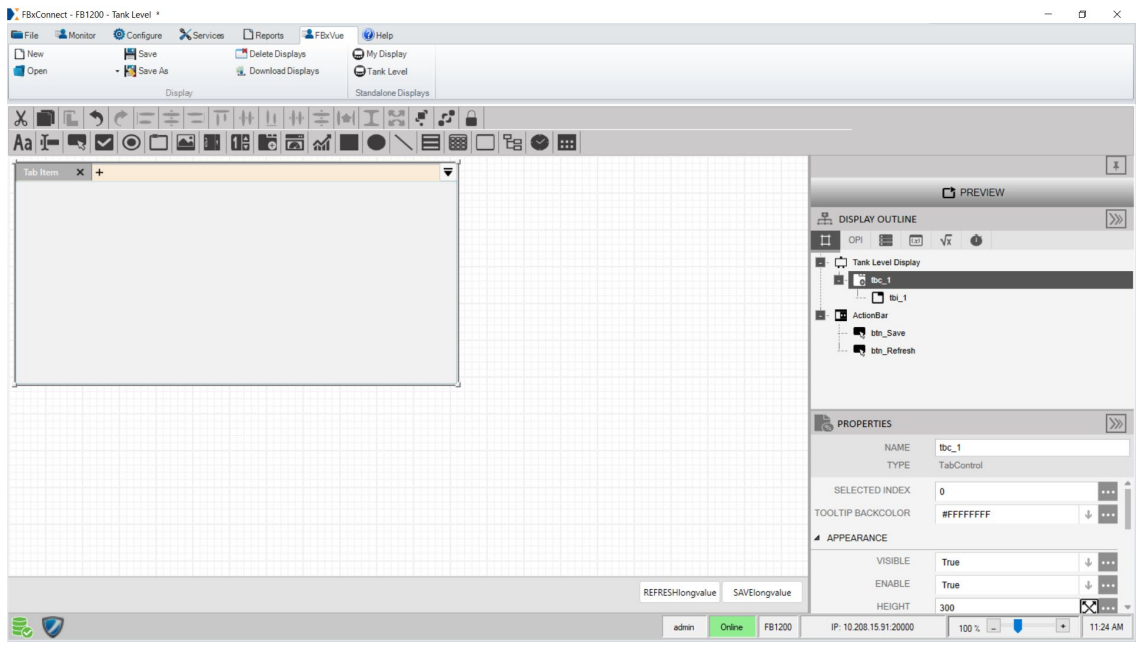 FBxConnect - FB1200 - Tank Level *
File Monitor Configure Services Reports FBxVue Help
New Save Delete Displays My Display
Open Save As Download Displays Tank Level
Display Standalone Displays
Aa
Tab Item X +
PREVIEW
DISPLAY OUTLINE
OPI √x
Tank Level Display
tbc_1
tbi_1
ActionBar
btn_Save
btn_Refresh
PROPERTIES
NAME tbc_1
TYPE TabControl
SELECTED INDEX 0
TOOLTIP BACKCOLOR #FFFFFFFF
APPEARANCE
VISIBLE True
ENABLE True
HEIGHT 300
REFRESHlongvalue SAVElongvalue
admin Online FB1200 IP: 10.208.15.91:20000 100 % - + 11:24 AM